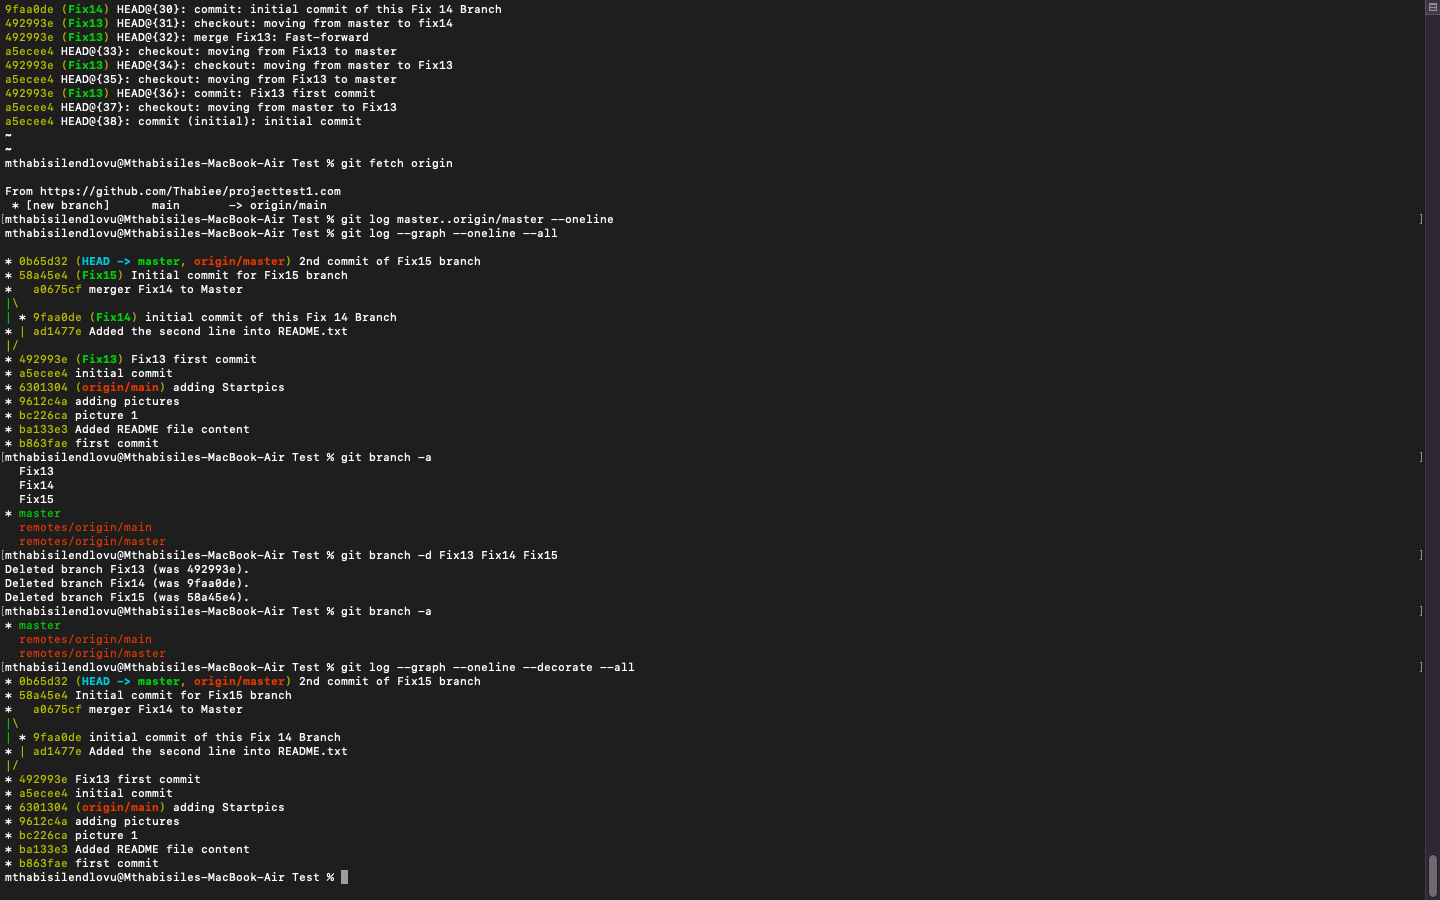 9faa0de (Fix14) HEAD@{30}: commit: initial commit of this Fix 14 Branch
492993e (Fix13) HEAD@{31}: checkout: moving from master to fix14
492993e (Fix13) HEAD@{32}: merge Fix13: Fast-forward
a5ecee4 HEAD@{33}: checkout: moving from Fix13 to master
492993e (Fix13) HEAD@{34}: checkout: moving from master to Fix13
a5ecee4 HEAD@{35}: checkout: moving from Fix13 to master
492993e (Fix13) HEAD@{36}: commit: Fix13 first commit
a5ecee4 HEAD@{37}: checkout: moving from master to Fix13
a5ecee4 HEAD@{38}: commit (initial): initial commit
~
~
mthabisilendlovu@Mthabisiles-MacBook-Air Test % git fetch origin
From https://github.com/Thabiee/projecttest1.com
 * [new branch]      main       -> origin/main
[mthabisilendlovu@Mthabisiles-MacBook-Air Test % git log master..origin/master --oneline ]
mthabisilendlovu@Mthabisiles-MacBook-Air Test % git log --graph --oneline --all
* 0b65d32 (HEAD -> master, origin/master) 2nd commit of Fix15 branch
* 58a45e4 (Fix15) Initial commit for Fix15 branch
*   a0675cf merger Fix14 to Master
|\
| * 9faa0de (Fix14) initial commit of this Fix 14 Branch
* | ad1477e Added the second line into README.txt
|/
* 492993e (Fix13) Fix13 first commit
* a5ecee4 initial commit
* 6301304 (origin/main) adding Startpics
* 9612c4a adding pictures
* bc226ca picture 1
* ba133e3 Added README file content
* b863fae first commit
[mthabisilendlovu@Mthabisiles-MacBook-Air Test % git branch -a ]
  Fix13
  Fix14
  Fix15
* master
  remotes/origin/main
  remotes/origin/master
[mthabisilendlovu@Mthabisiles-MacBook-Air Test % git branch -d Fix13 Fix14 Fix15 ]
Deleted branch Fix13 (was 492993e).
Deleted branch Fix14 (was 9faa0de).
Deleted branch Fix15 (was 58a45e4).
[mthabisilendlovu@Mthabisiles-MacBook-Air Test % git branch -a ]
* master
  remotes/origin/main
  remotes/origin/master
[mthabisilendlovu@Mthabisiles-MacBook-Air Test % git log --graph --oneline --decorate --all ]
* 0b65d32 (HEAD -> master, origin/master) 2nd commit of Fix15 branch
* 58a45e4 Initial commit for Fix15 branch
*   a0675cf merger Fix14 to Master
|\
| * 9faa0de initial commit of this Fix 14 Branch
* | ad1477e Added the second line into README.txt
|/
* 492993e Fix13 first commit
* a5ecee4 initial commit
* 6301304 (origin/main) adding Startpics
* 9612c4a adding pictures
* bc226ca picture 1
* ba133e3 Added README file content
* b863fae first commit
mthabisilendlovu@Mthabisiles-MacBook-Air Test %